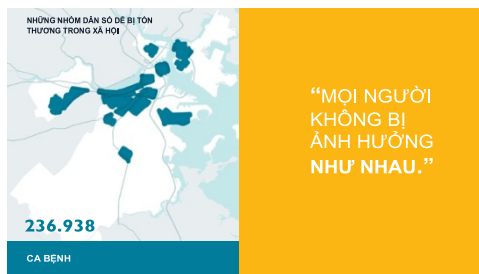 NHỮNG NHÓM DÂN SỐ DỄ BỊ TỔN
THƯƠNG TRONG XÃ HỘI
236.938
CA BỆNH
“MỌI NGƯỜI
KHÔNG BỊ
ẢNH HƯỞNG
NHƯ NHAU.”